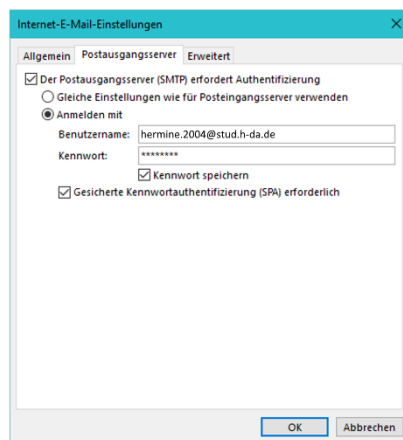 Internet-E-Mail-Einstellungen
Allgemein Postausgangsserver Erweitert
Der Postausgangsserver (SMTP) erfordert Authentifizierung
Gleiche Einstellungen wie für Posteingangsserver verwenden
Anmelden mit
Benutzername: hermine.2004@stud.h-da.de
Kennwort: ********
Kennwort speichern
Gesicherte Kennwortauthentifizierung (SPA) erforderlich
OK Abbrechen